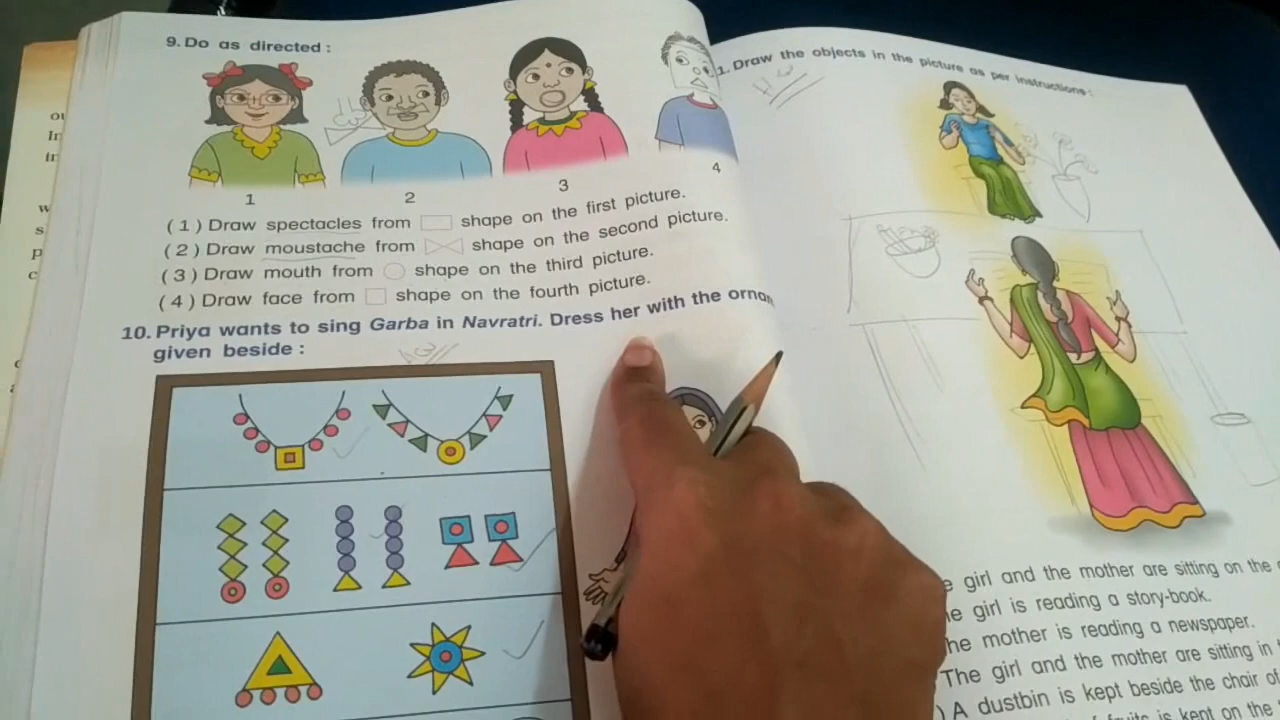 9. Do as directed :
1
2
3
4
( 1 ) Draw spectacles from shape on the first picture.
( 2 ) Draw moustache from shape on the second picture.
( 3 ) Draw mouth from shape on the third picture.
( 4 ) Draw face from shape on the fourth picture.
10. Priya wants to sing Garba in Navratri. Dress her with the
given beside :
1. Draw the objects in the picture as per instructions :
girl and the mother are sitting on the
girl is reading a story-book.
mother is reading a newspaper.
The girl and the mother are sitting in
) A dustbin is kept beside the chair of
is kept on the